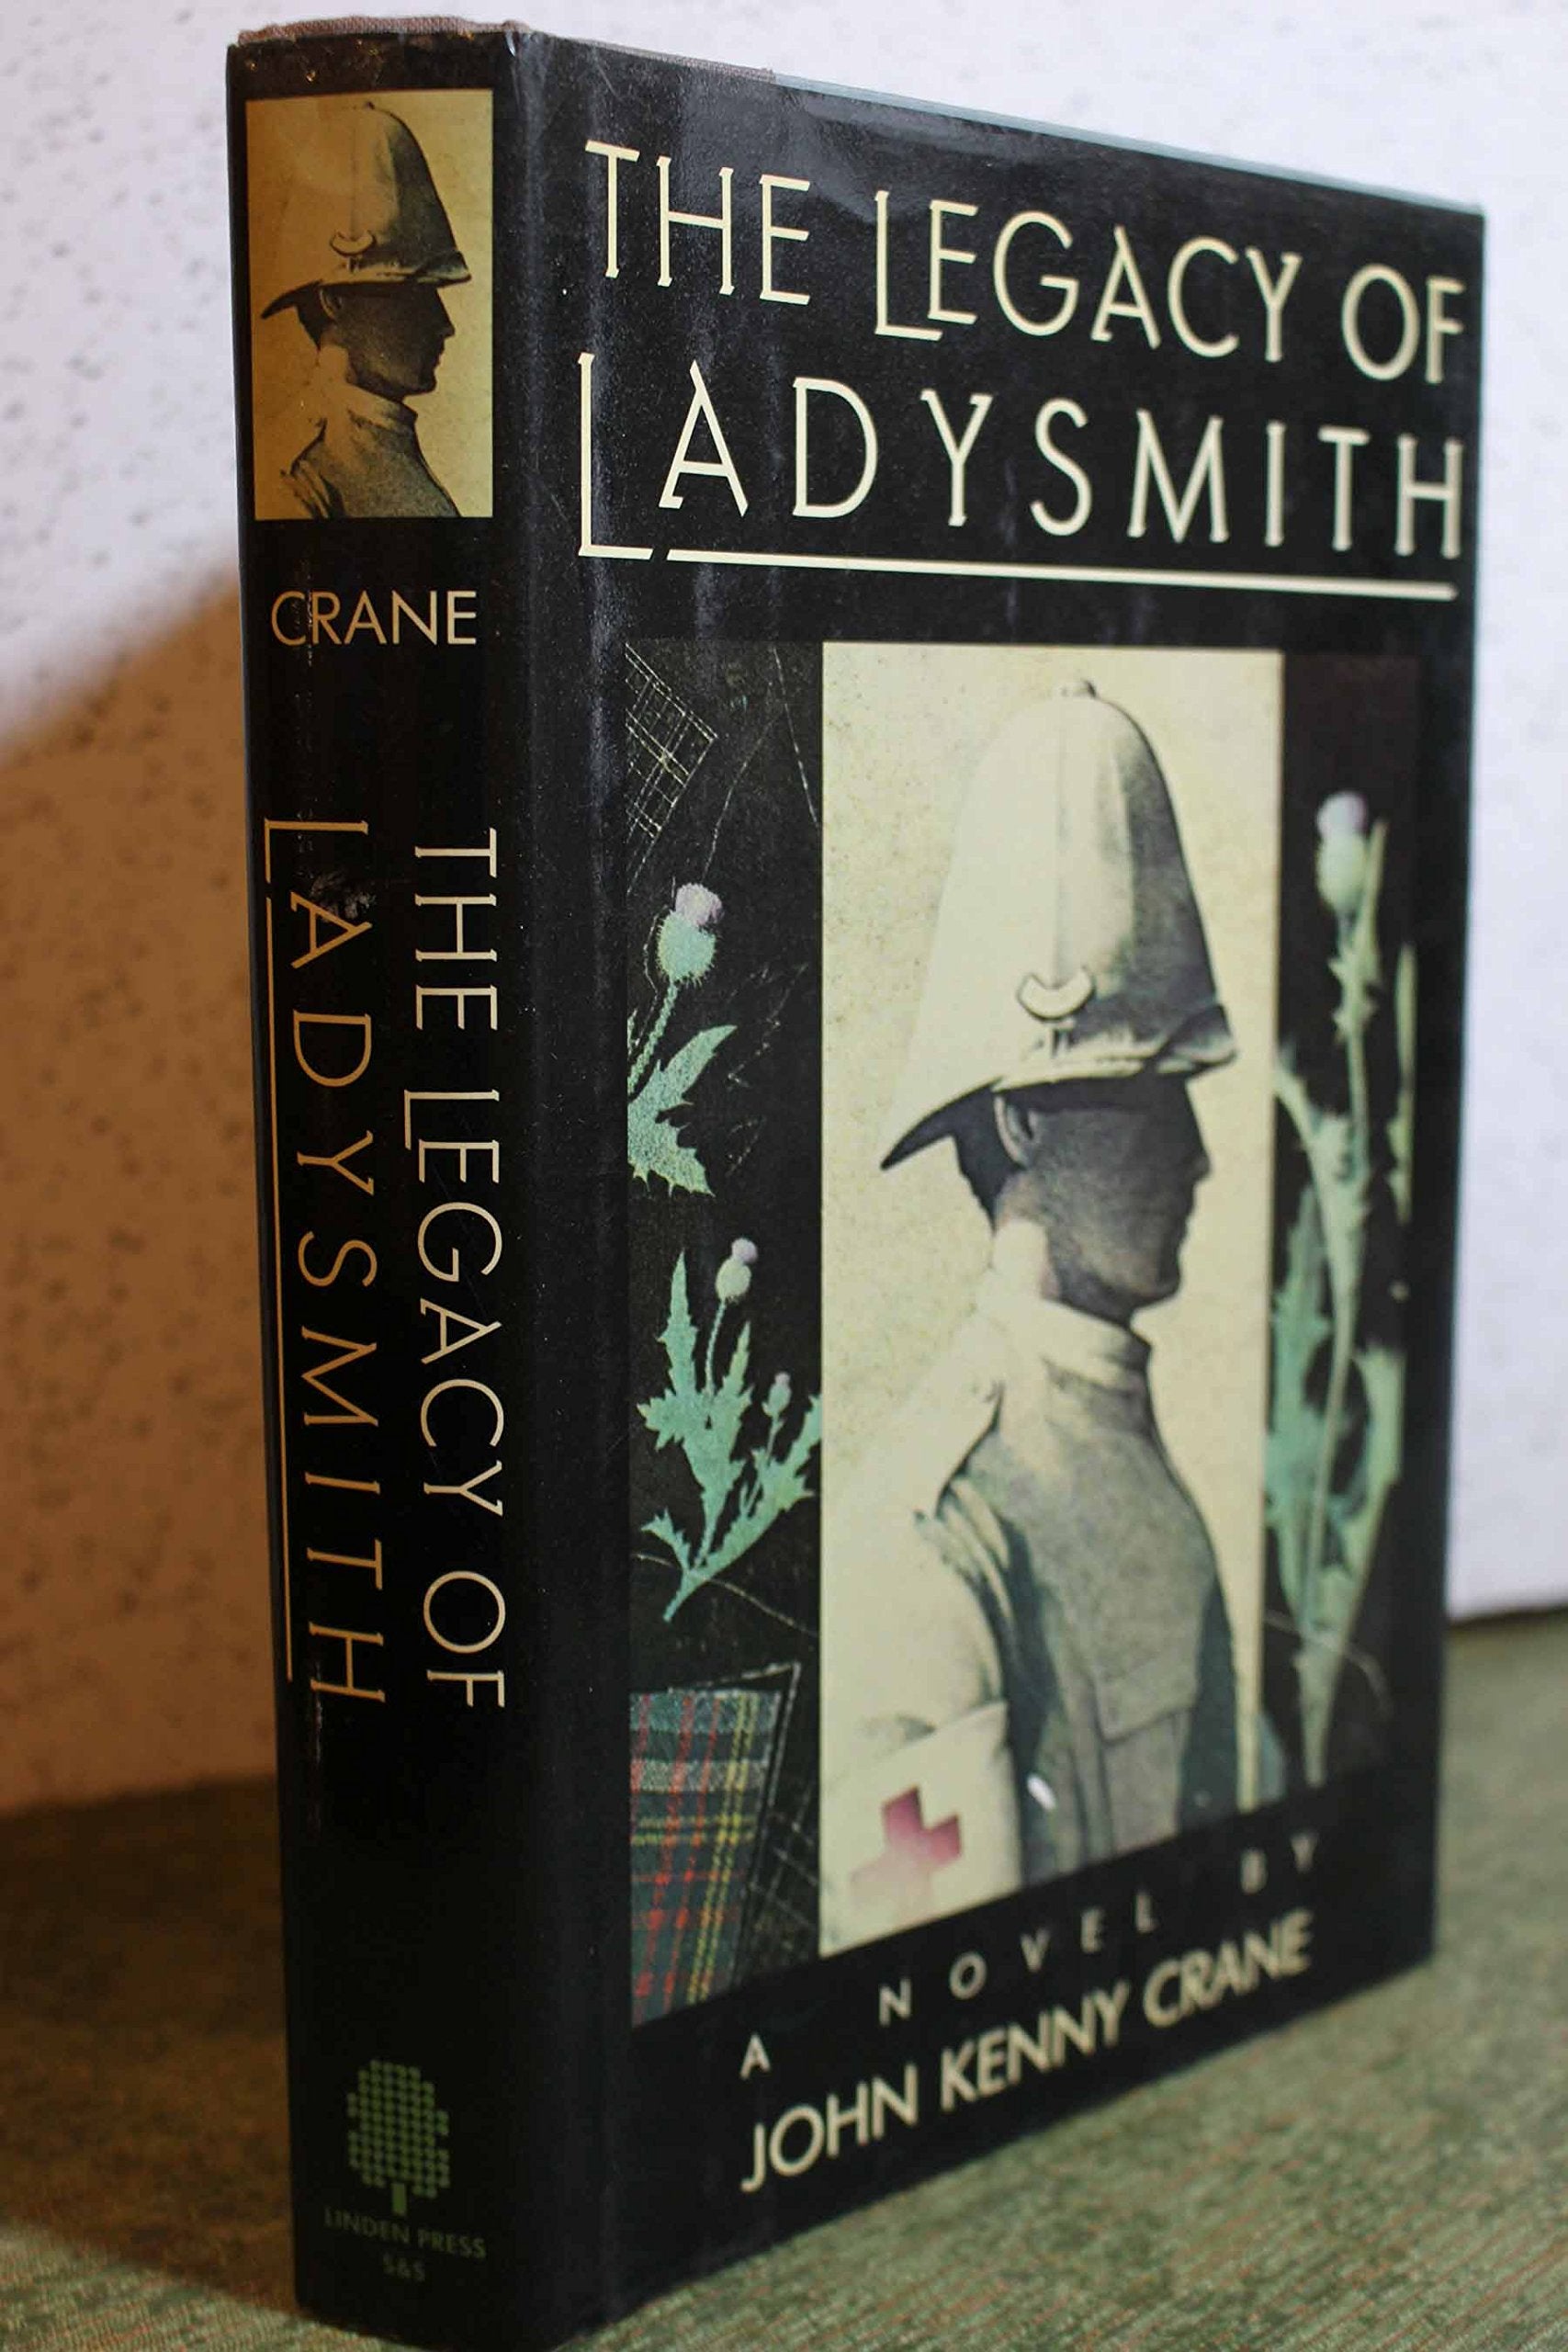 CRANE
THE LEGACY OF
LADYSMITH
LINDEN PRESS
S&S
THE LEGACY OF
LADYSMITH
A NOVEL BY
JOHN KENNY CRANE